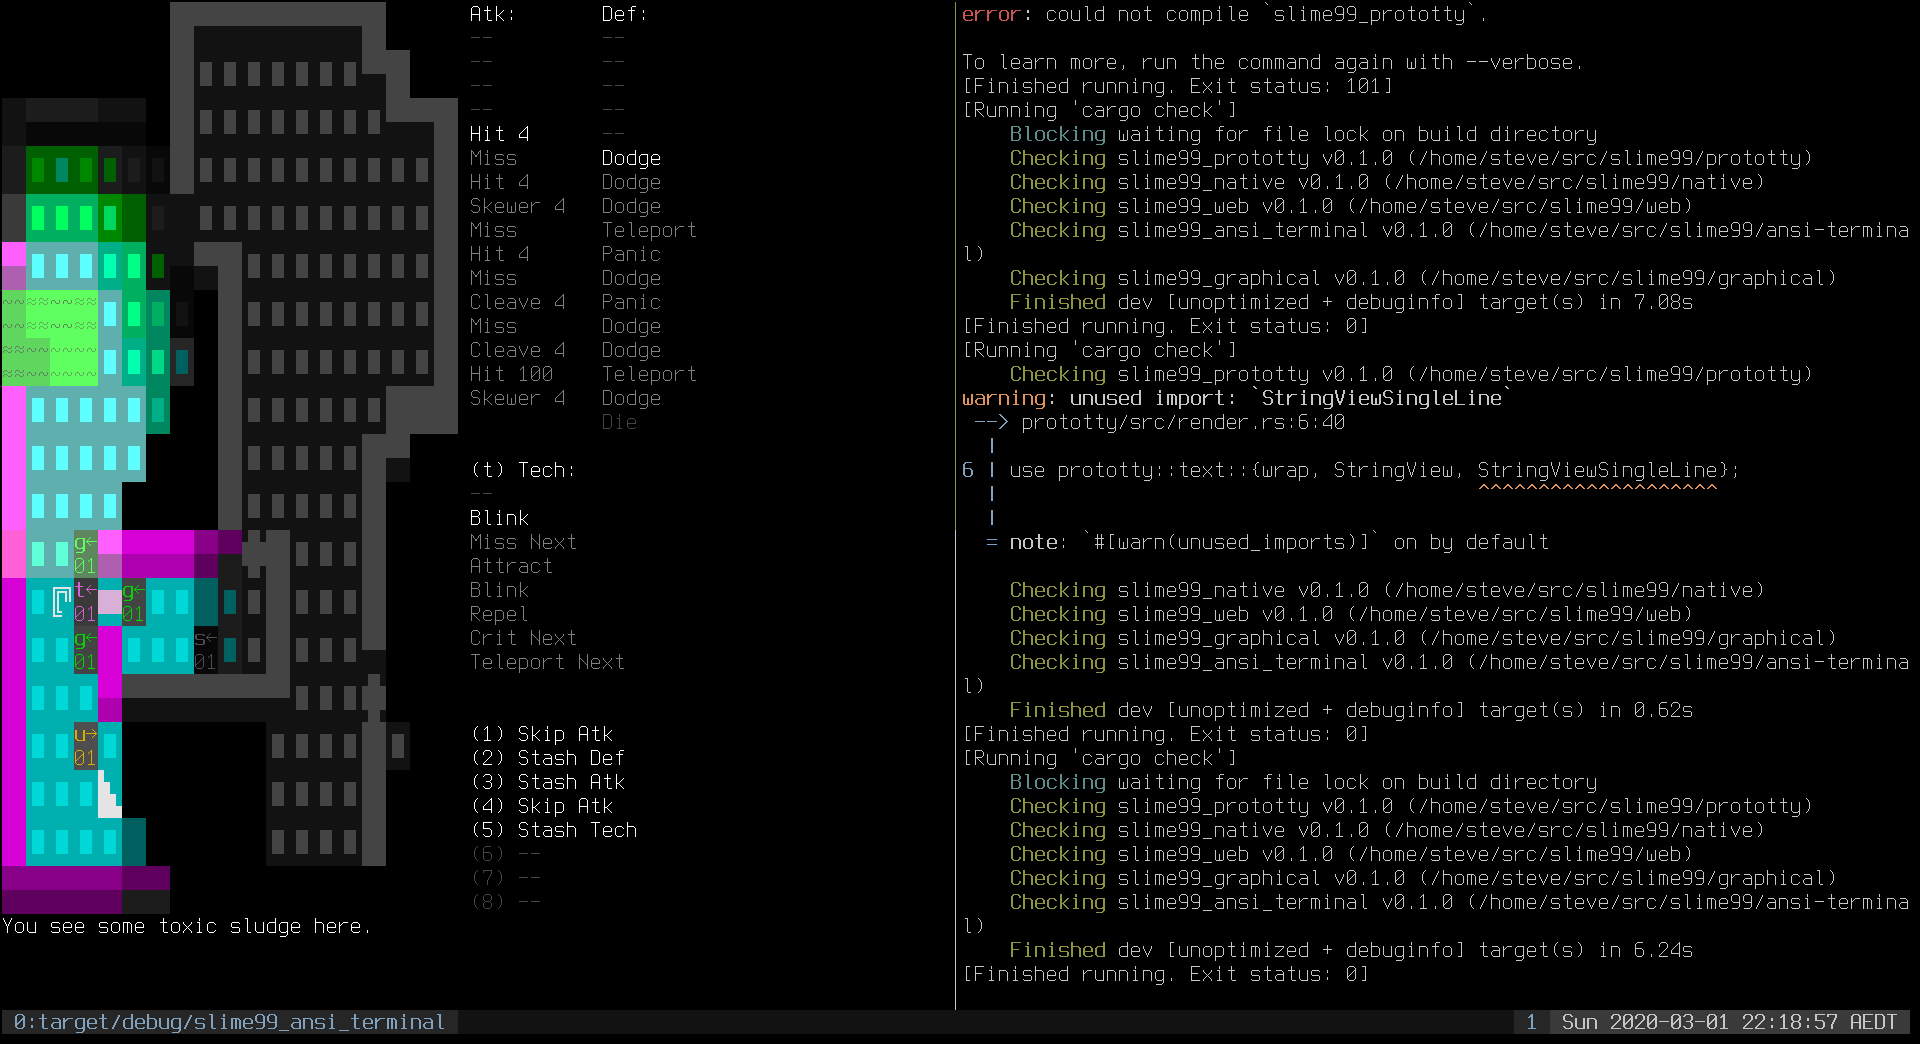 Atk: Def:
-- --
-- --
-- --
-- --
Hit 4 --
Miss Dodge
Hit 4 Dodge
Skewer 4 Dodge
Miss Teleport
Hit 4 Panic
Miss Dodge
Cleave 4 Panic
Miss Dodge
Cleave 4 Dodge
Hit 100 Teleport
Skewer 4 Dodge
Die
(t) Tech:
--
Blink
Miss Next
Attract
Blink
Repel
Crit Next
Teleport Next
(1) Skip Atk
(2) Stash Def
(3) Stash Atk
(4) Skip Atk
(5) Stash Tech
(6) --
(7) --
(8) --
~~≈≈~~≈≈
~~≈≈~~≈≈
≈≈~~~~~~
≈≈~~~~~~
g←
01
t← g←
01 01
g← s←
01 01
u→
01
You see some toxic sludge here.
error: could not compile `slime99_prototty`.
To learn more, run the command again with --verbose.
[Finished running. Exit status: 101]
[Running 'cargo check']
Blocking waiting for file lock on build directory
Checking slime99_prototty v0.1.0 (/home/steve/src/slime99/prototty)
Checking slime99_native v0.1.0 (/home/steve/src/slime99/native)
Checking slime99_web v0.1.0 (/home/steve/src/slime99/web)
Checking slime99_ansi_terminal v0.1.0 (/home/steve/src/slime99/ansi-termina
l)
Checking slime99_graphical v0.1.0 (/home/steve/src/slime99/graphical)
Finished dev [unoptimized + debuginfo] target(s) in 7.08s
[Finished running. Exit status: 0]
[Running 'cargo check']
Checking slime99_prototty v0.1.0 (/home/steve/src/slime99/prototty)
warning: unused import: `StringViewSingleLine`
--> prototty/src/render.rs:6:40
|
6 | use prototty::text::{wrap, StringView, StringViewSingleLine};
| ^^^^^^^^^^^^^^^^^^^^
|
= note: `#[warn(unused_imports)]` on by default
Checking slime99_native v0.1.0 (/home/steve/src/slime99/native)
Checking slime99_web v0.1.0 (/home/steve/src/slime99/web)
Checking slime99_graphical v0.1.0 (/home/steve/src/slime99/graphical)
Checking slime99_ansi_terminal v0.1.0 (/home/steve/src/slime99/ansi-termina
l)
Finished dev [unoptimized + debuginfo] target(s) in 0.62s
[Finished running. Exit status: 0]
[Running 'cargo check']
Blocking waiting for file lock on build directory
Checking slime99_prototty v0.1.0 (/home/steve/src/slime99/prototty)
Checking slime99_native v0.1.0 (/home/steve/src/slime99/native)
Checking slime99_web v0.1.0 (/home/steve/src/slime99/web)
Checking slime99_graphical v0.1.0 (/home/steve/src/slime99/graphical)
Checking slime99_ansi_terminal v0.1.0 (/home/steve/src/slime99/ansi-termina
l)
Finished dev [unoptimized + debuginfo] target(s) in 6.24s
[Finished running. Exit status: 0]
0:target/debug/slime99_ansi_terminal 1 Sun 2020-03-01 22:18:57 AEDT